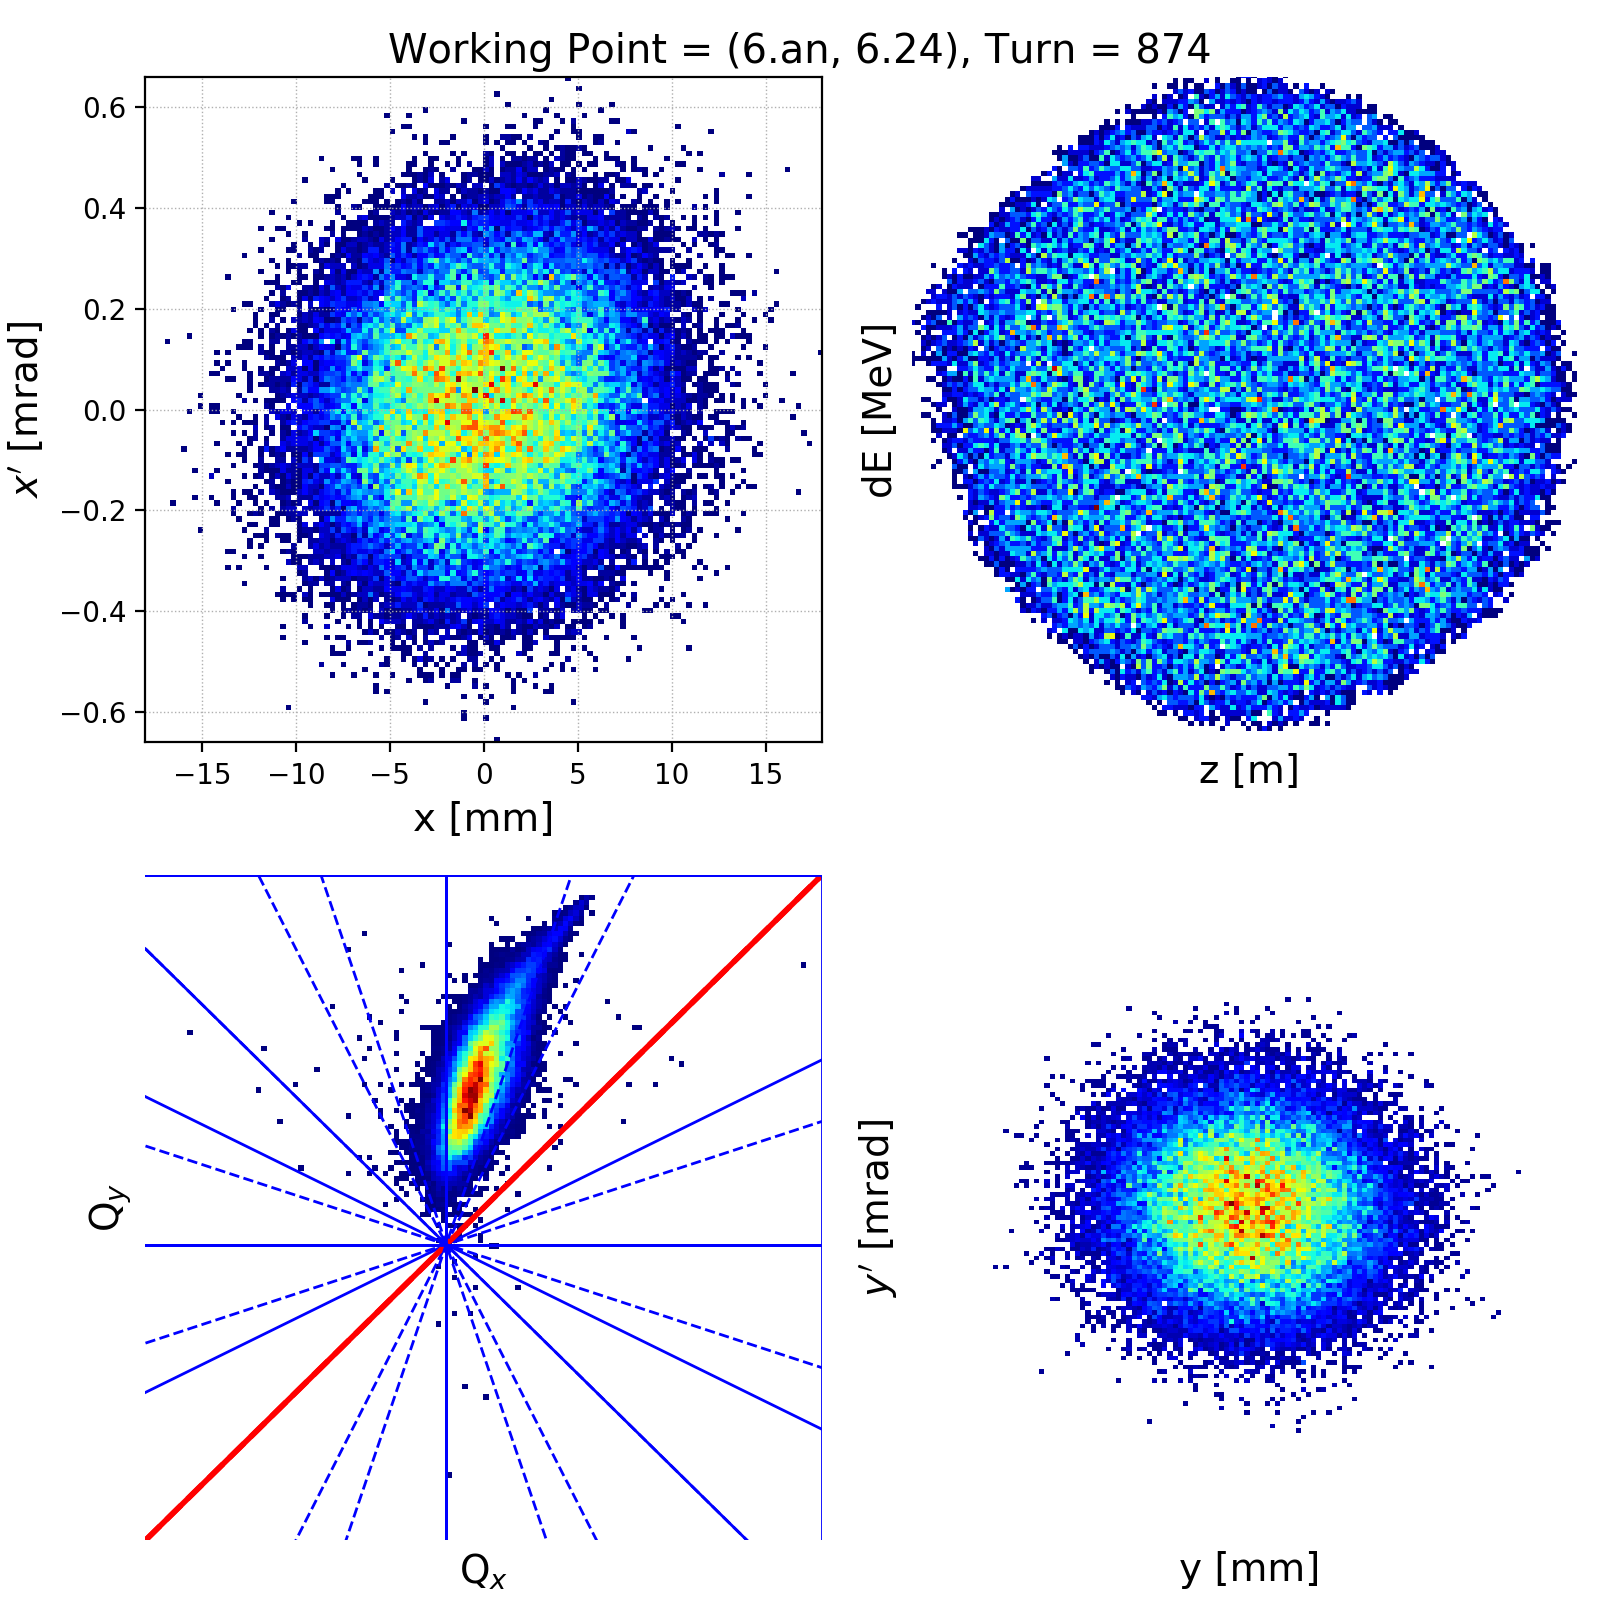 Working Point = (6.an, 6.24), Turn = 874
x′ [mrad]
0.6
0.4
0.2
0.0
−0.2
−0.4
−0.6
−15 −10 −5 0 5 10 15
x [mm]
dE [MeV]
z [m]
Qy
Qx
y′ [mrad]
y [mm]